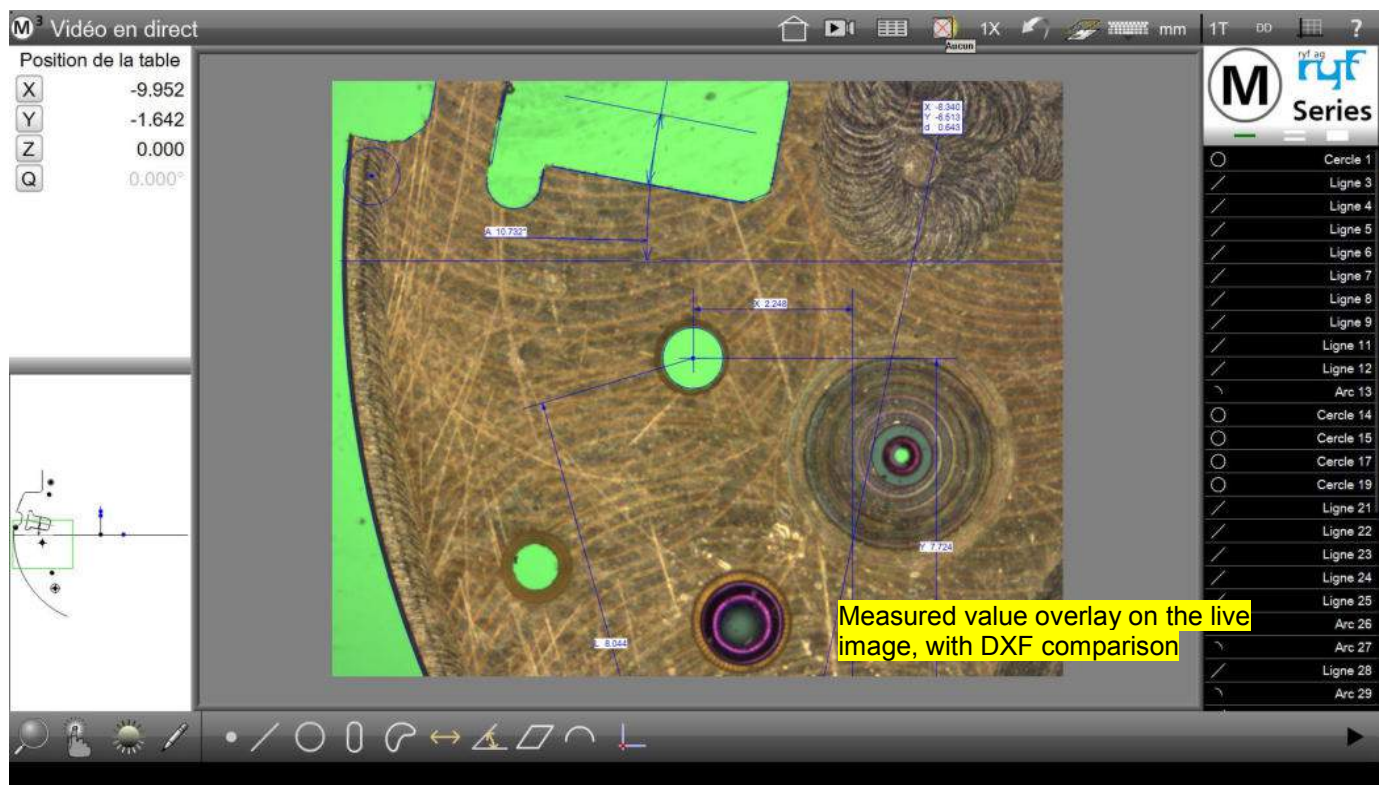 M³ Vidéo en direct
Aucun
1X
mm
1T
DD
?
Position de la table
X -9.952
Y -1.642
Z 0.000
Q 0.000°
M
ryf ag
ryf
Series
X -8.340
Y -6.513
d 0.643
A 10.732°
X 2.248
Y 7.724
L 8.044
Measured value overlay on the live
image, with DXF comparison
Cercle 1
Ligne 3
Ligne 4
Ligne 5
Ligne 6
Ligne 7
Ligne 8
Ligne 9
Ligne 11
Ligne 12
Arc 13
Cercle 14
Cercle 15
Cercle 17
Cercle 19
Ligne 21
Ligne 22
Ligne 23
Ligne 24
Ligne 25
Arc 26
Arc 27
Ligne 28
Arc 29